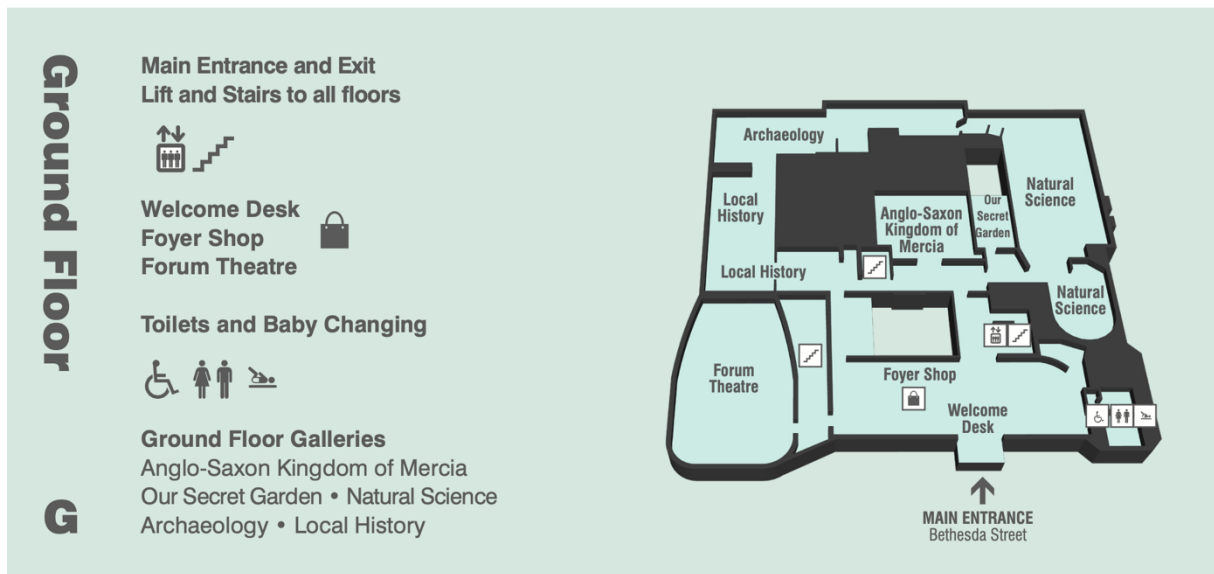 Ground Floor
G
Main Entrance and Exit
Lift and Stairs to all floors
Welcome Desk
Foyer Shop
Forum Theatre
Toilets and Baby Changing
Ground Floor Galleries
Anglo-Saxon Kingdom of Mercia
Our Secret Garden • Natural Science
Archaeology • Local History
Archaeology
Local
History
Anglo-Saxon
Kingdom of
Mercia
Our
Secret
Garden
Natural
Science
Local History
Natural
Science
Forum
Theatre
Foyer Shop
Welcome
Desk
MAIN ENTRANCE
Bethesda Street